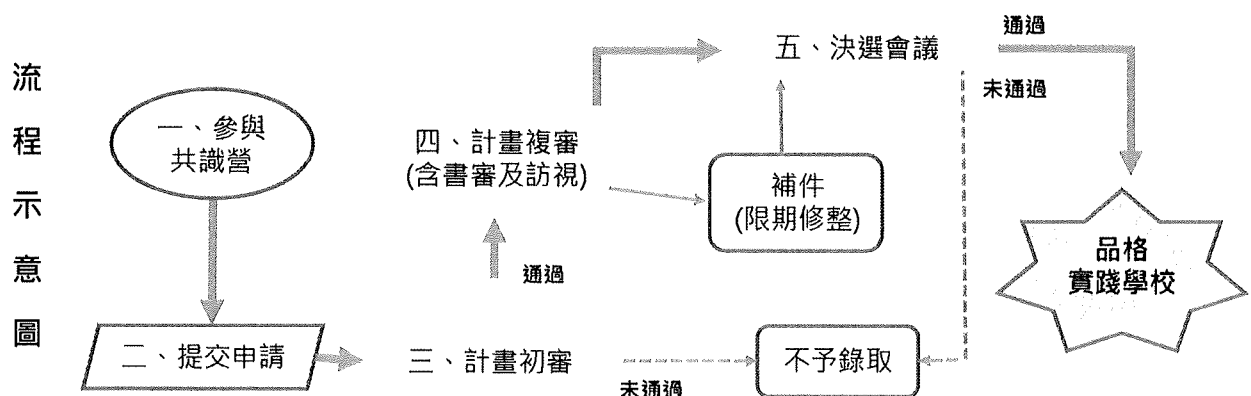 流程示意圖
一、參與
共識營
二、提交申請
三、計畫初審
通過
未通過
四、計畫複審
(含書審及訪視)
補件
(限期修整)
不予錄取
五、決選會議
通過
未通過
品格
實踐學校